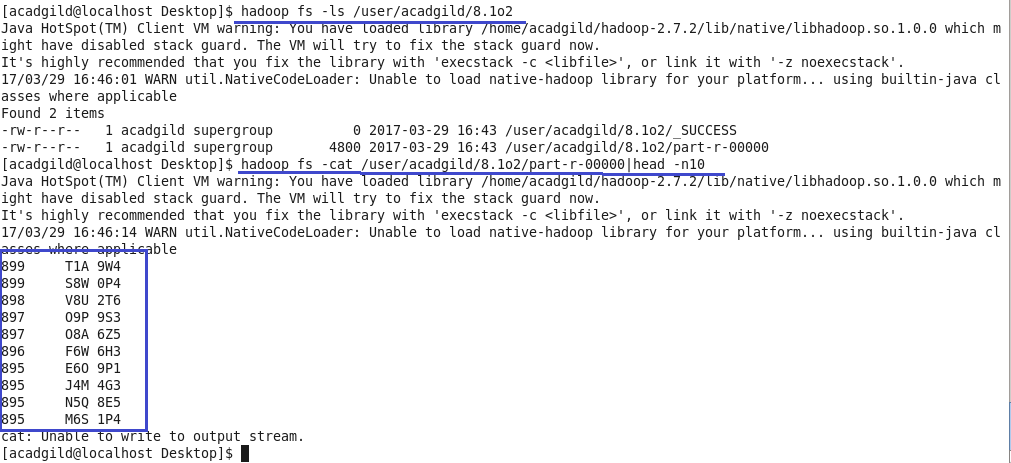 [acadgild@localhost Desktop]$ hadoop fs -ls /user/acadgild/8.1o2
Java HotSpot(TM) Client VM warning: You have loaded library /home/acadgild/hadoop-2.7.2/lib/native/libhadoop.so.1.0.0 which m
ight have disabled stack guard. The VM will try to fix the stack guard now.
It's highly recommended that you fix the library with 'execstack -c <libfile>', or link it with '-z noexecstack'.
17/03/29 16:46:01 WARN util.NativeCodeLoader: Unable to load native-hadoop library for your platform... using builtin-java cl
asses where applicable
Found 2 items
-rw-r--r--   1 acadgild supergroup          0 2017-03-29 16:43 /user/acadgild/8.1o2/_SUCCESS
-rw-r--r--   1 acadgild supergroup       4800 2017-03-29 16:43 /user/acadgild/8.1o2/part-r-00000
[acadgild@localhost Desktop]$ hadoop fs -cat /user/acadgild/8.1o2/part-r-00000|head -n10
Java HotSpot(TM) Client VM warning: You have loaded library /home/acadgild/hadoop-2.7.2/lib/native/libhadoop.so.1.0.0 which m
ight have disabled stack guard. The VM will try to fix the stack guard now.
It's highly recommended that you fix the library with 'execstack -c <libfile>', or link it with '-z noexecstack'.
17/03/29 16:46:14 WARN util.NativeCodeLoader: Unable to load native-hadoop library for your platform... using builtin-java cl
asses where applicable
899     T1A 9W4
899     S8W 0P4
898     V8U 2T6
897     O9P 9S3
897     O8A 6Z5
896     F6W 6H3
895     E6O 9P1
895     J4M 4G3
895     N5Q 8E5
895     M6S 1P4
cat: Unable to write to output stream.
[acadgild@localhost Desktop]$